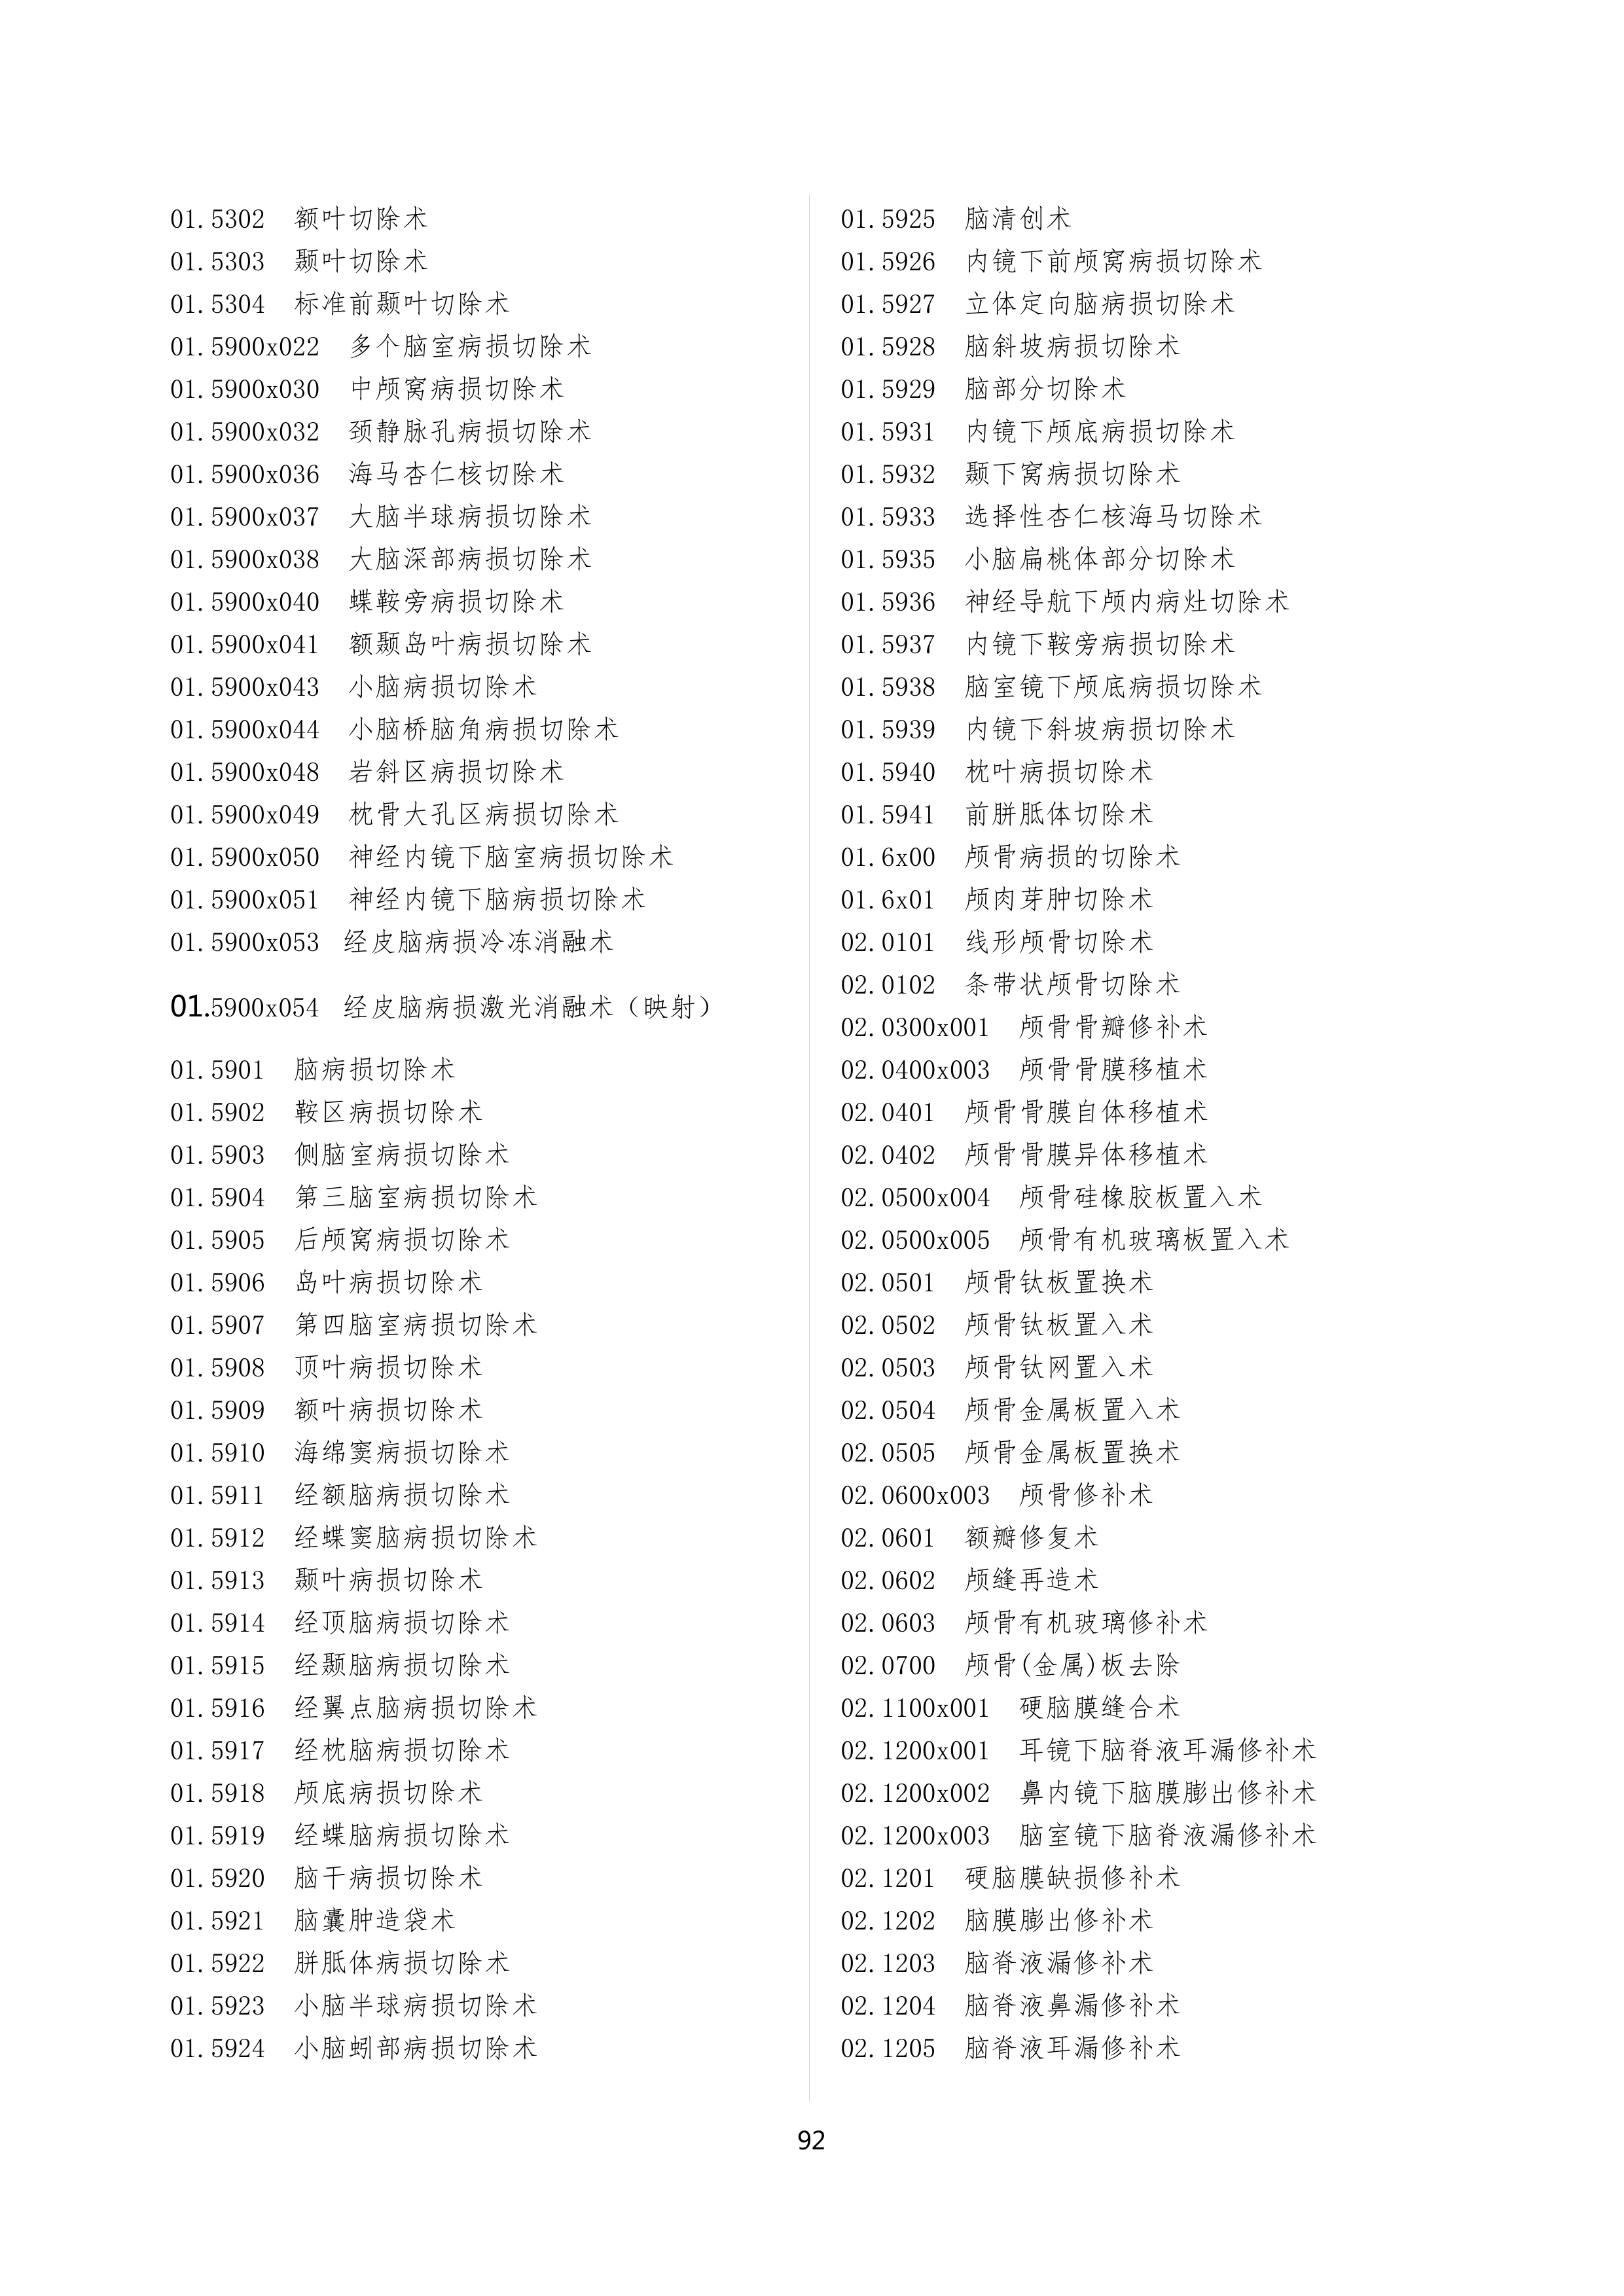 01.5302 额叶切除术
01.5303 颞叶切除术
01.5304 标准前颞叶切除术
01.5900x022 多个脑室病损切除术
01.5900x030 中颅窝病损切除术
01.5900x032 颈静脉孔病损切除术
01.5900x036 海马杏仁核切除术
01.5900x037 大脑半球病损切除术
01.5900x038 大脑深部病损切除术
01.5900x040 蝶鞍旁病损切除术
01.5900x041 额颞岛叶病损切除术
01.5900x043 小脑病损切除术
01.5900x044 小脑桥脑角病损切除术
01.5900x048 岩斜区病损切除术
01.5900x049 枕骨大孔区病损切除术
01.5900x050 神经内镜下脑室病损切除术
01.5900x051 神经内镜下脑病损切除术
01.5900x053 经皮脑病损冷冻消融术
01.5900x054 经皮脑病损激光消融术（映射）
01.5901 脑病损切除术
01.5902 鞍区病损切除术
01.5903 侧脑室病损切除术
01.5904 第三脑室病损切除术
01.5905 后颅窝病损切除术
01.5906 岛叶病损切除术
01.5907 第四脑室病损切除术
01.5908 顶叶病损切除术
01.5909 额叶病损切除术
01.5910 海绵窦病损切除术
01.5911 经额脑病损切除术
01.5912 经蝶窦脑病损切除术
01.5913 颞叶病损切除术
01.5914 经顶脑病损切除术
01.5915 经颞脑病损切除术
01.5916 经翼点脑病损切除术
01.5917 经枕脑病损切除术
01.5918 颅底病损切除术
01.5919 经蝶脑病损切除术
01.5920 脑干病损切除术
01.5921 脑囊肿造袋术
01.5922 胼胝体病损切除术
01.5923 小脑半球病损切除术
01.5924 小脑蚓部病损切除术
01.5925 脑清创术
01.5926 内镜下前颅窝病损切除术
01.5927 立体定向脑病损切除术
01.5928 脑斜坡病损切除术
01.5929 脑部分切除术
01.5931 内镜下颅底病损切除术
01.5932 颞下窝病损切除术
01.5933 选择性杏仁核海马切除术
01.5935 小脑扁桃体部分切除术
01.5936 神经导航下颅内病灶切除术
01.5937 内镜下鞍旁病损切除术
01.5938 脑室镜下颅底病损切除术
01.5939 内镜下斜坡病损切除术
01.5940 枕叶病损切除术
01.5941 前胼胝体切除术
01.6x00 颅骨病损的切除术
01.6x01 颅肉芽肿切除术
02.0101 线形颅骨切除术
02.0102 条带状颅骨切除术
02.0300x001 颅骨骨瓣修补术
02.0400x003 颅骨骨膜移植术
02.0401 颅骨骨膜自体移植术
02.0402 颅骨骨膜异体移植术
02.0500x004 颅骨硅橡胶板置入术
02.0500x005 颅骨有机玻璃板置入术
02.0501 颅骨钛板置换术
02.0502 颅骨钛板置入术
02.0503 颅骨钛网置入术
02.0504 颅骨金属板置入术
02.0505 颅骨金属板置换术
02.0600x003 颅骨修补术
02.0601 额瓣修复术
02.0602 颅缝再造术
02.0603 颅骨有机玻璃修补术
02.0700 颅骨(金属)板去除
02.1100x001 硬脑膜缝合术
02.1200x001 耳镜下脑脊液耳漏修补术
02.1200x002 鼻内镜下脑膜膨出修补术
02.1200x003 脑室镜下脑脊液漏修补术
02.1201 硬脑膜缺损修补术
02.1202 脑膜膨出修补术
02.1203 脑脊液漏修补术
02.1204 脑脊液鼻漏修补术
02.1205 脑脊液耳漏修补术
92